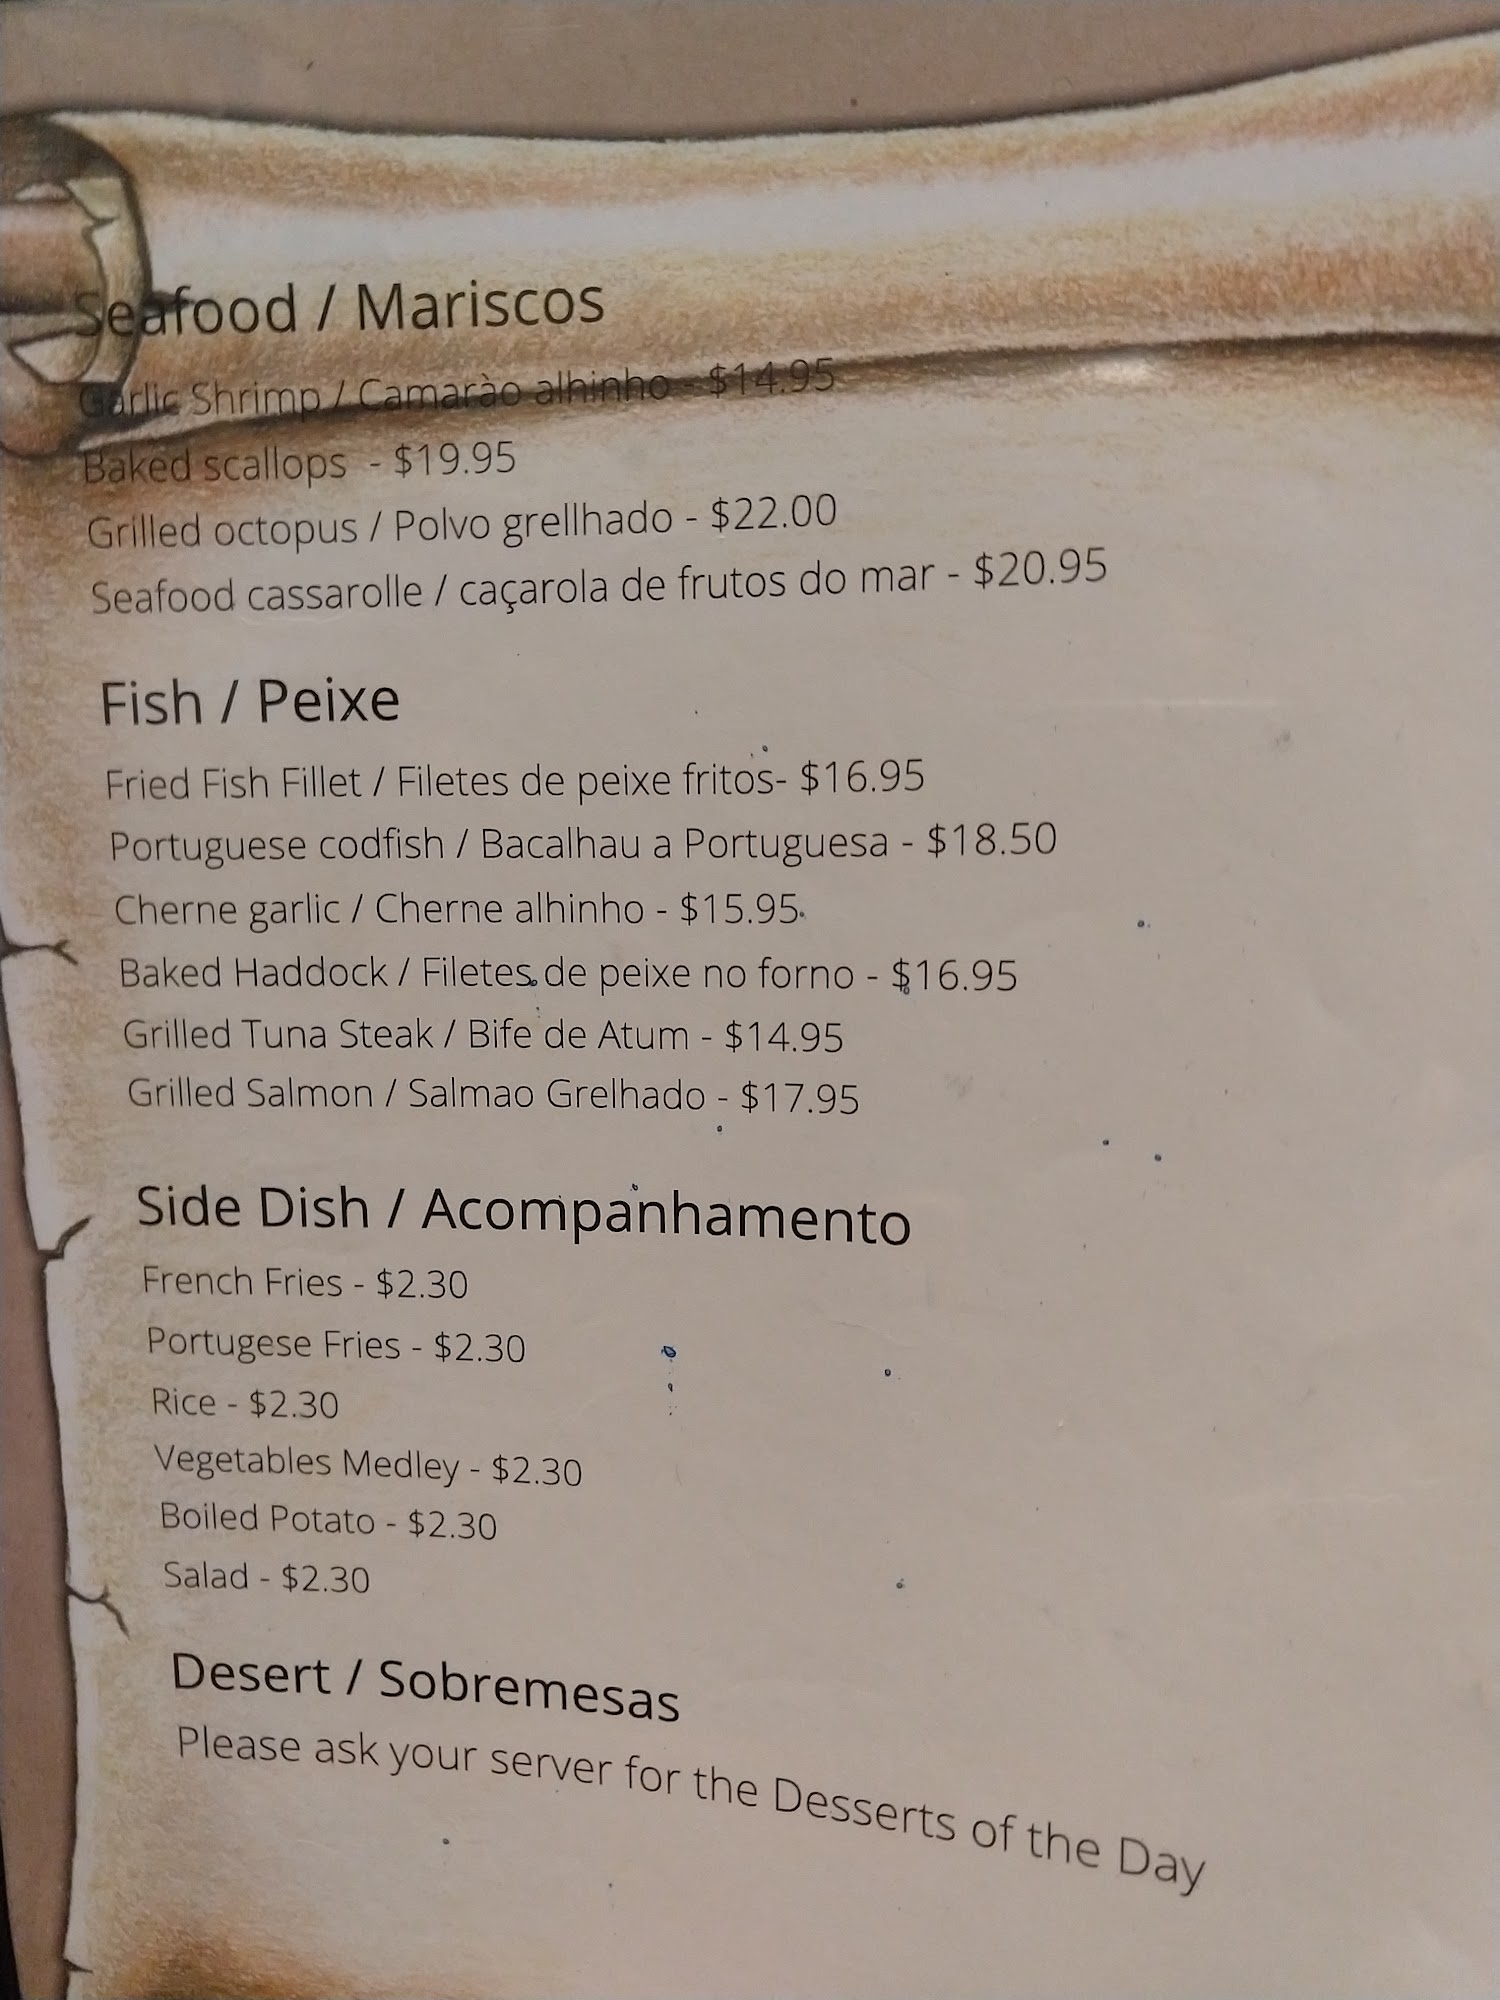 Seafood / Mariscos
Garlic Shrimp / Camarào alhinho - $14.95
Baked scallops - $19.95
Grilled octopus / Polvo grellhado - $22.00
Seafood cassarolle / caçarola de frutos do mar - $20.95
Fish / Peixe
Fried Fish Fillet / Filetes de peixe fritos- $16.95
Portuguese codfish / Bacalhau a Portuguesa - $18.50
Cherne garlic / Cherne alhinho - $15.95
Baked Haddock / Filetes de peixe no forno - $16.95
Grilled Tuna Steak / Bife de Atum - $14.95
Grilled Salmon / Salmao Grelhado - $17.95
Side Dish / Acompanhamento
French Fries - $2.30
Portugese Fries - $2.30
Rice - $2.30
Vegetables Medley - $2.30
Boiled Potato - $2.30
Salad - $2.30
Desert / Sobremesas
Please ask your server for the Desserts of the Day